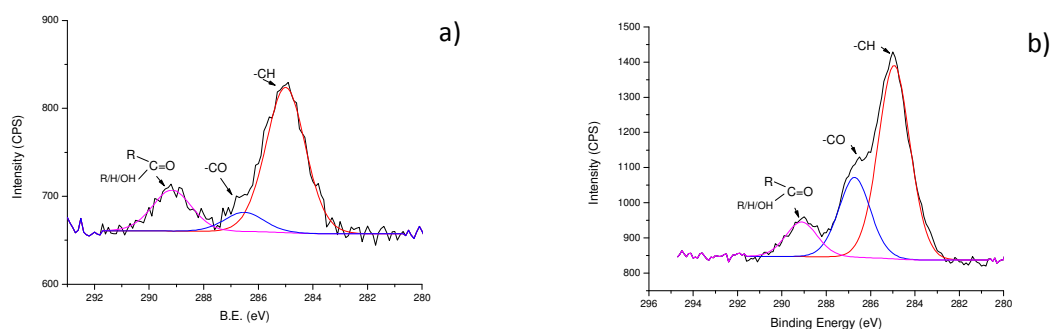 a)
900
800
700
600
Intensity (CPS)
-CH
-CO
R
C=O
R/H/OH
292
290
288
286
284
282
280
B.E. (eV)
b)
1500
1400
1300
1200
1100
1000
900
800
Intensity (CPS)
-CH
-CO
R
C=O
R/H/OH
296
294
292
290
288
286
284
282
280
Binding Energy (eV)